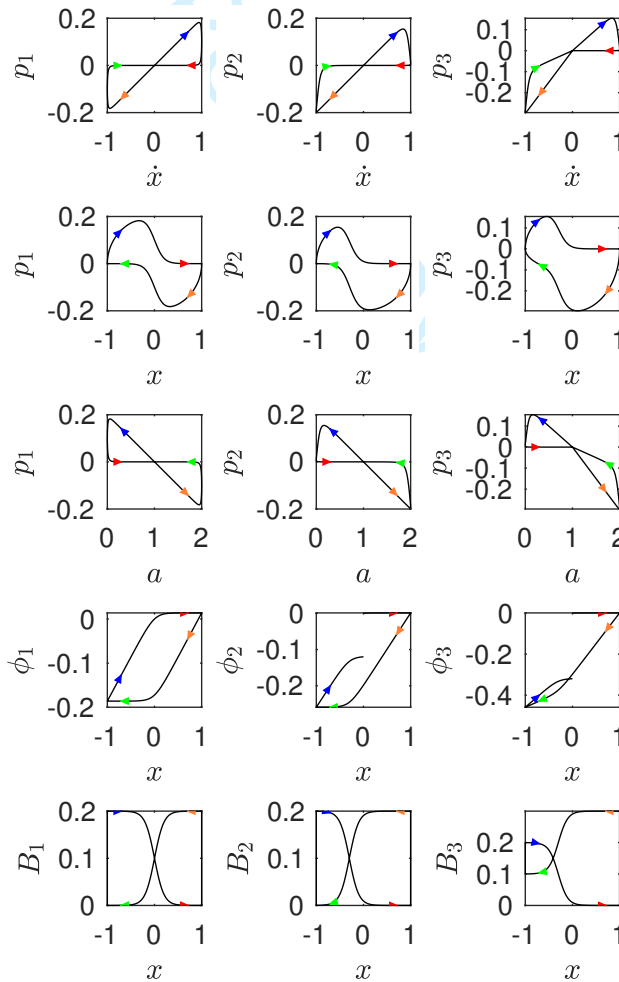 0.2 0.2
p₁ 0 p₂ 0 p₃ 0
-0.1
-0.2 -0.2 -0.2
-1 0 1 -1 0 1 -1 0 1
ẋ ẋ ẋ
0.2 0.2 0.1
p₁ 0 p₂ 0 p₃ 0
-0.1
-0.2 -0.2 -0.2
-1 0 1 -1 0 1 -1 0 1
x x x
0.2 0.2 0.1
p₁ 0 p₂ 0 p₃ 0
-0.1
-0.2 -0.2 -0.2
0 1 2 0 1 2 0 1 2
a a a
0 0 0
ϕ₁ -0.1 ϕ₂ -0.1 ϕ₃ -0.2
-0.2 -0.2 -0.4
-1 0 1 -1 0 1 -1 0 1
x x x
0.2 0.2
B₁ 0.1 B₂ 0.1 B₃ 0.2
0.1
0 0 0
-1 0 1 -1 0 1 -1 0 1
x x x